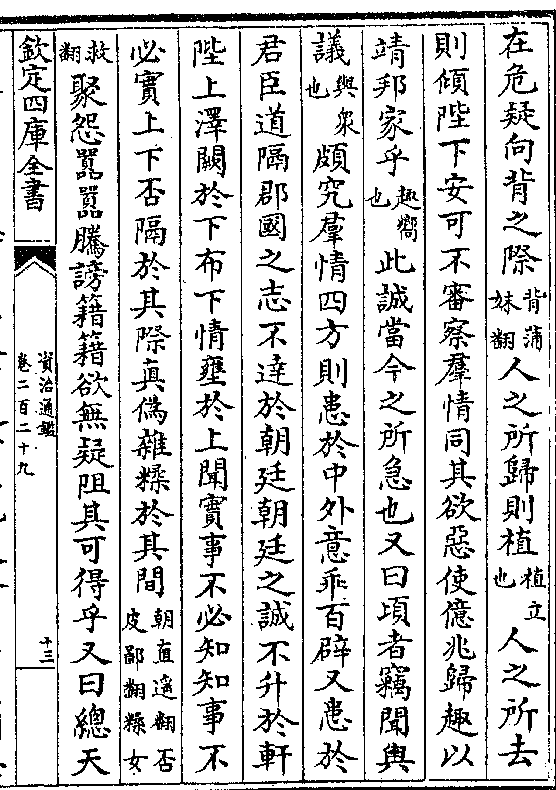 在危疑向背之際背蒲妹翻人之所歸則植植立也人之所去
則傾陛下安可不審察羣情同其欲惡使億兆歸趣以
靖邦家乎趣嚮也此誠當今之所急也又曰頃者竊聞輿
議輿衆也頗究羣情四方則患於中外意乖百辟又患於
君臣道隔郡國之志不達於朝廷朝廷之誠不升於軒
陛上澤闕於下布下情壅於上聞實事不必知知事不
必實上下否隔於其際真偽雜糅於其間朝直遥翻否皮鄙翻糅女
救翻聚怨嚚嚚騰謗籍籍欲無疑阻其可得乎又曰總天
欽定四庫全書
資治通鑑
卷二百二十九
十三